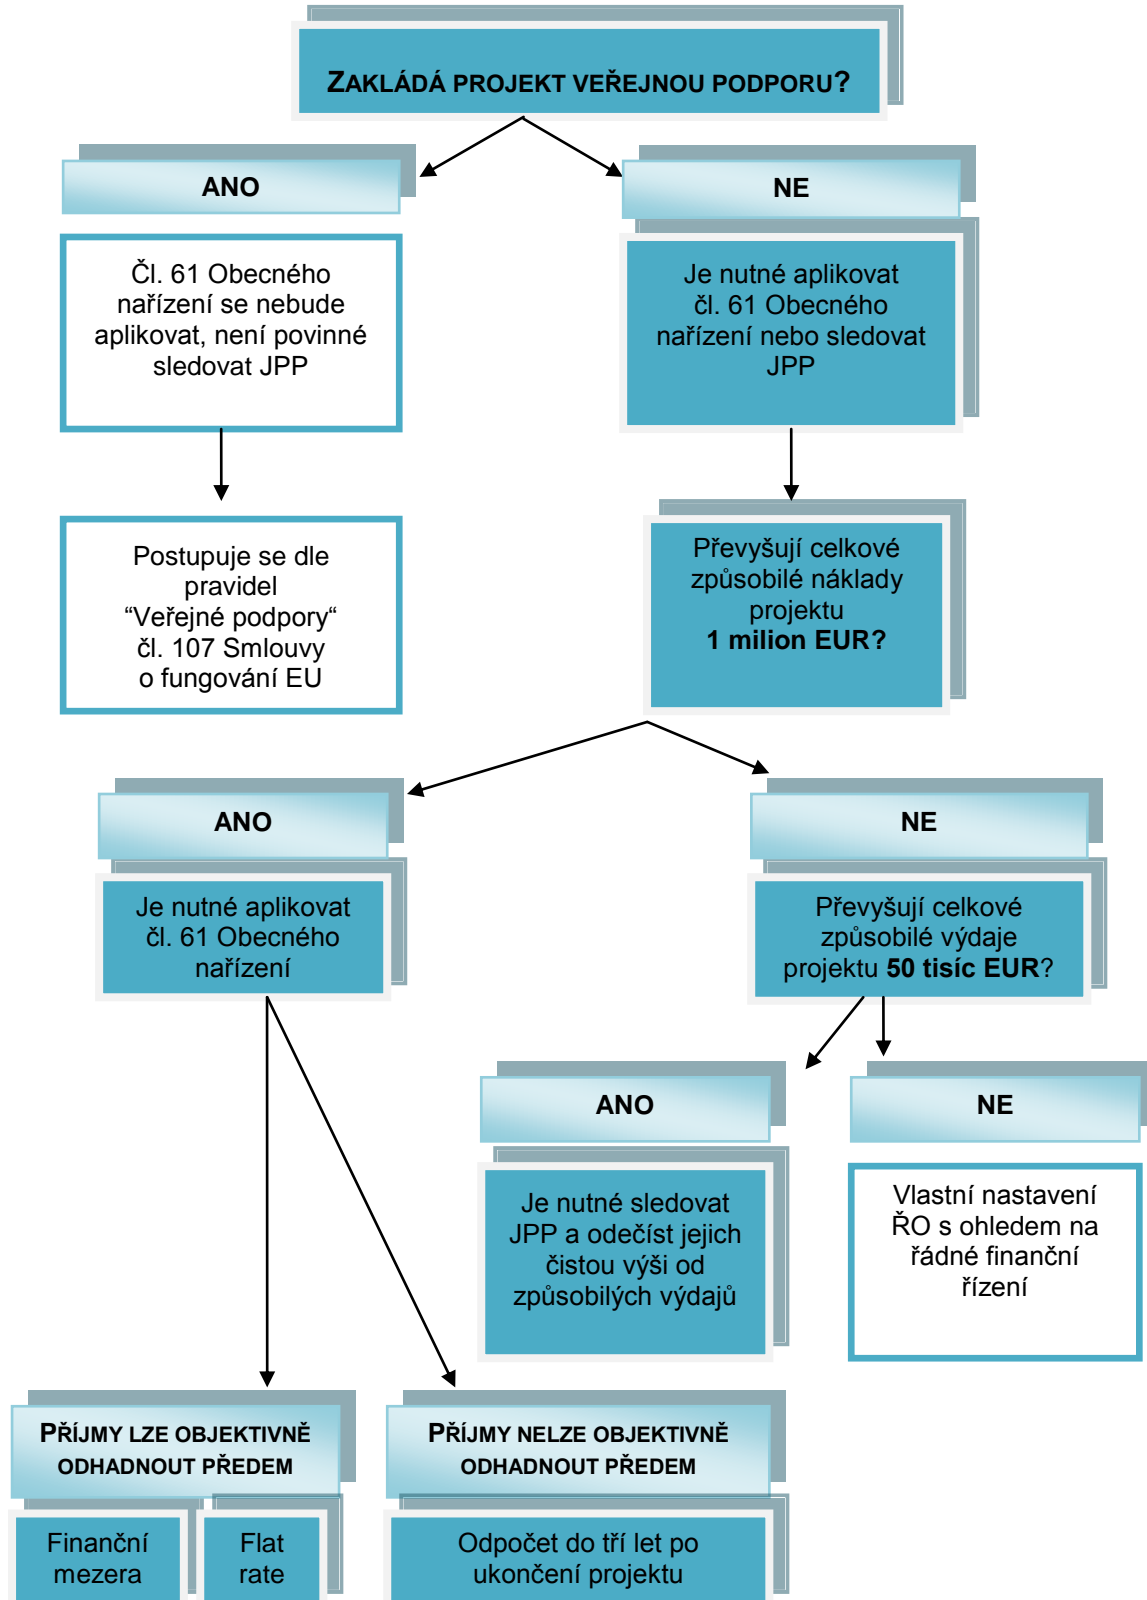 ZAKLÁDÁ PROJEKT VEŘEJNOU PODPORU?
ANO
NE
Čl. 61 Obecného
nařízení se nebude
aplikovat, není povinné
sledovat JPP
Je nutné aplikovat
čl. 61 Obecného
nařízení nebo sledovat
JPP
Postupuje se dle
pravidel
“Veřejné podpory“
čl. 107 Smlouvy
o fungování EU
Převyšují celkové
způsobilé náklady
projektu
1 milion EUR?
ANO
NE
Je nutné aplikovat
čl. 61 Obecného
nařízení
Převyšují celkové
způsobilé výdaje
projektu 50 tisíc EUR?
ANO
NE
Je nutné sledovat
JPP a odečíst jejich
čistou výši od
způsobilých výdajů
Vlastní nastavení
ŘO s ohledem na
řádné finanční
řízení
PŘÍJMY LZE OBJEKTIVNĚ
ODHADNOUT PŘEDEM
PŘÍJMY NELZE OBJEKTIVNĚ
ODHADNOUT PŘEDEM
Finanční
mezera
Flat
rate
Odpočet do tří let po
ukončení projektu